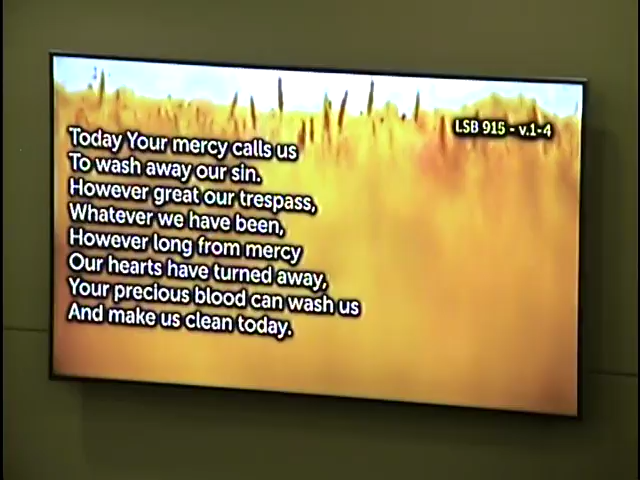 LSB 915 - v.1-4
Today Your mercy calls us
To wash away our sin.
However great our trespass,
Whatever we have been,
However long from mercy
Our hearts have turned away,
Your precious blood can wash us
And make us clean today.